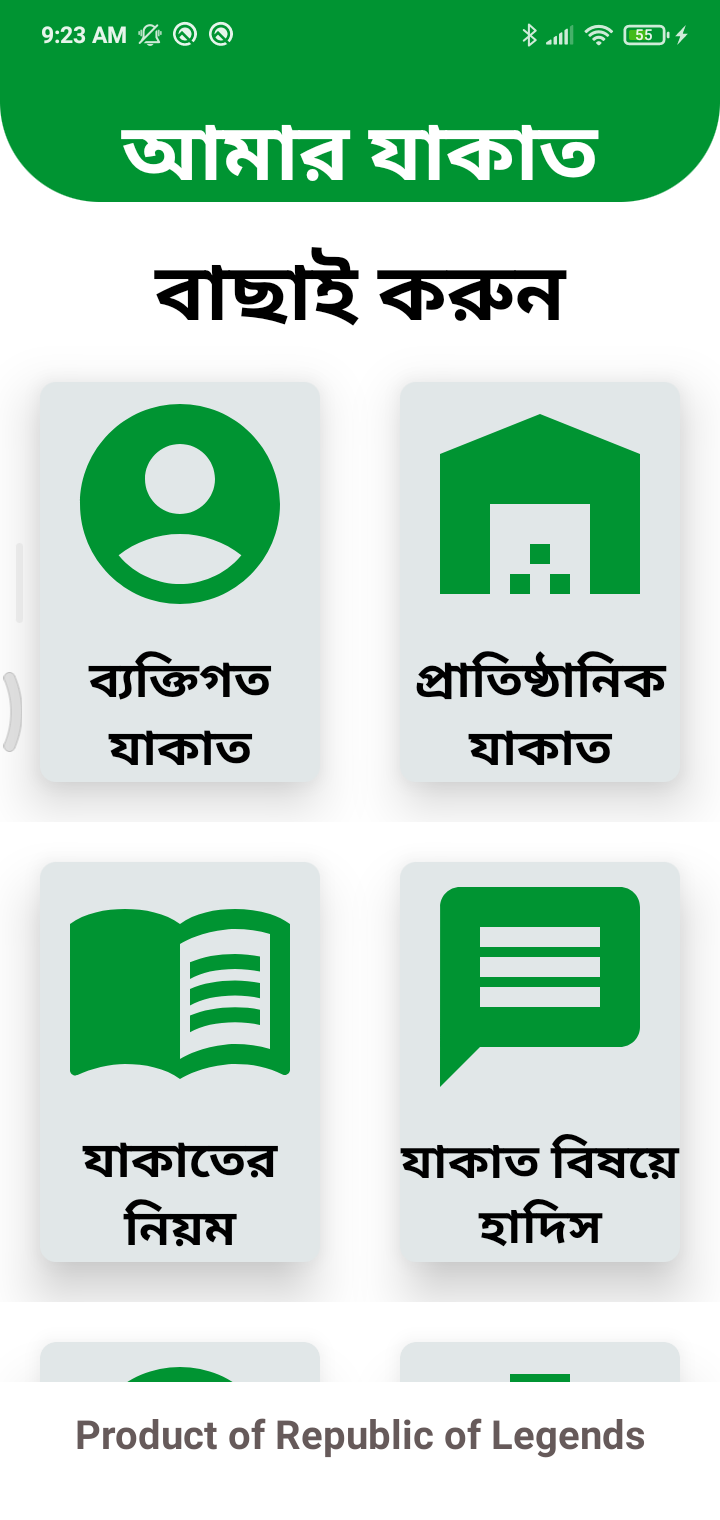 9:23 AM
55
আমার যাকাত
বাছাই করুন
ব্যক্তিগত
যাকাত
প্রাতিষ্ঠানিক
যাকাত
যাকাতের
নিয়ম
যাকাত বিষয়ে
হাদিস
Product of Republic of Legends